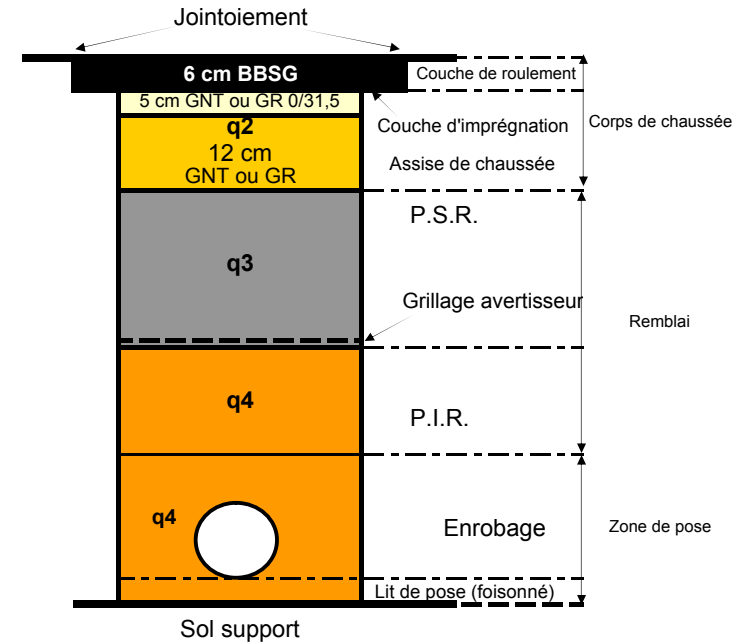 Jointoiement
6 cm BBSG
Couche de roulement
5 cm GNT ou GR 0/31,5
q2
Couche d'imprégnation
Corps de chaussée
12 cm
Assise de chaussée
GNT ou GR
P.S.R.
q3
Grillage avertisseur
Remblai
q4
P.I.R.
q4
Enrobage
Zone de pose
Lit de pose (foisonné)
Sol support